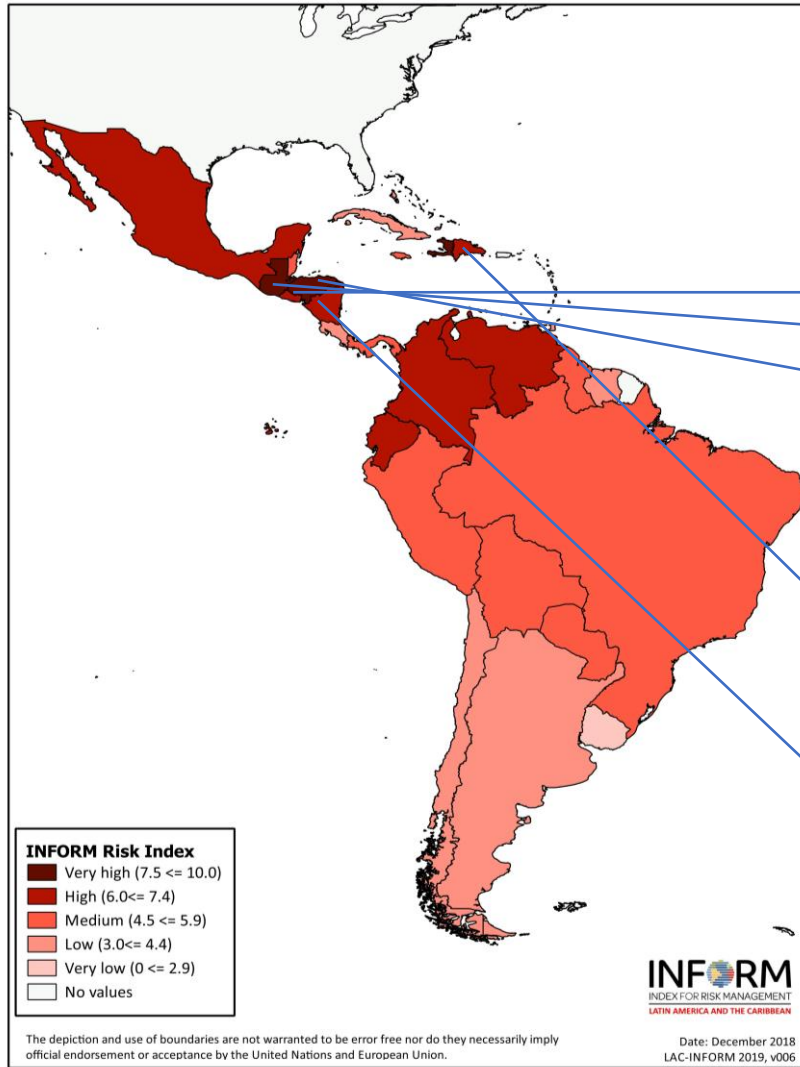 INFORM Risk Index
Very high (7.5 <= 10.0)
High (6.0<= 7.4)
Medium (4.5 <= 5.9)
Low (3.0<= 4.4)
Very low (0 <= 2.9)
No values
INFORM
INDEX FOR RISK MANAGEMENT
LATIN AMERICA AND THE CARIBBEAN
The depiction and use of boundaries are not warranted to be error free nor do they necessarily imply
official endorsement or acceptance by the United Nations and European Union.
Date: December 2018
LAC-INFORM 2019, v006